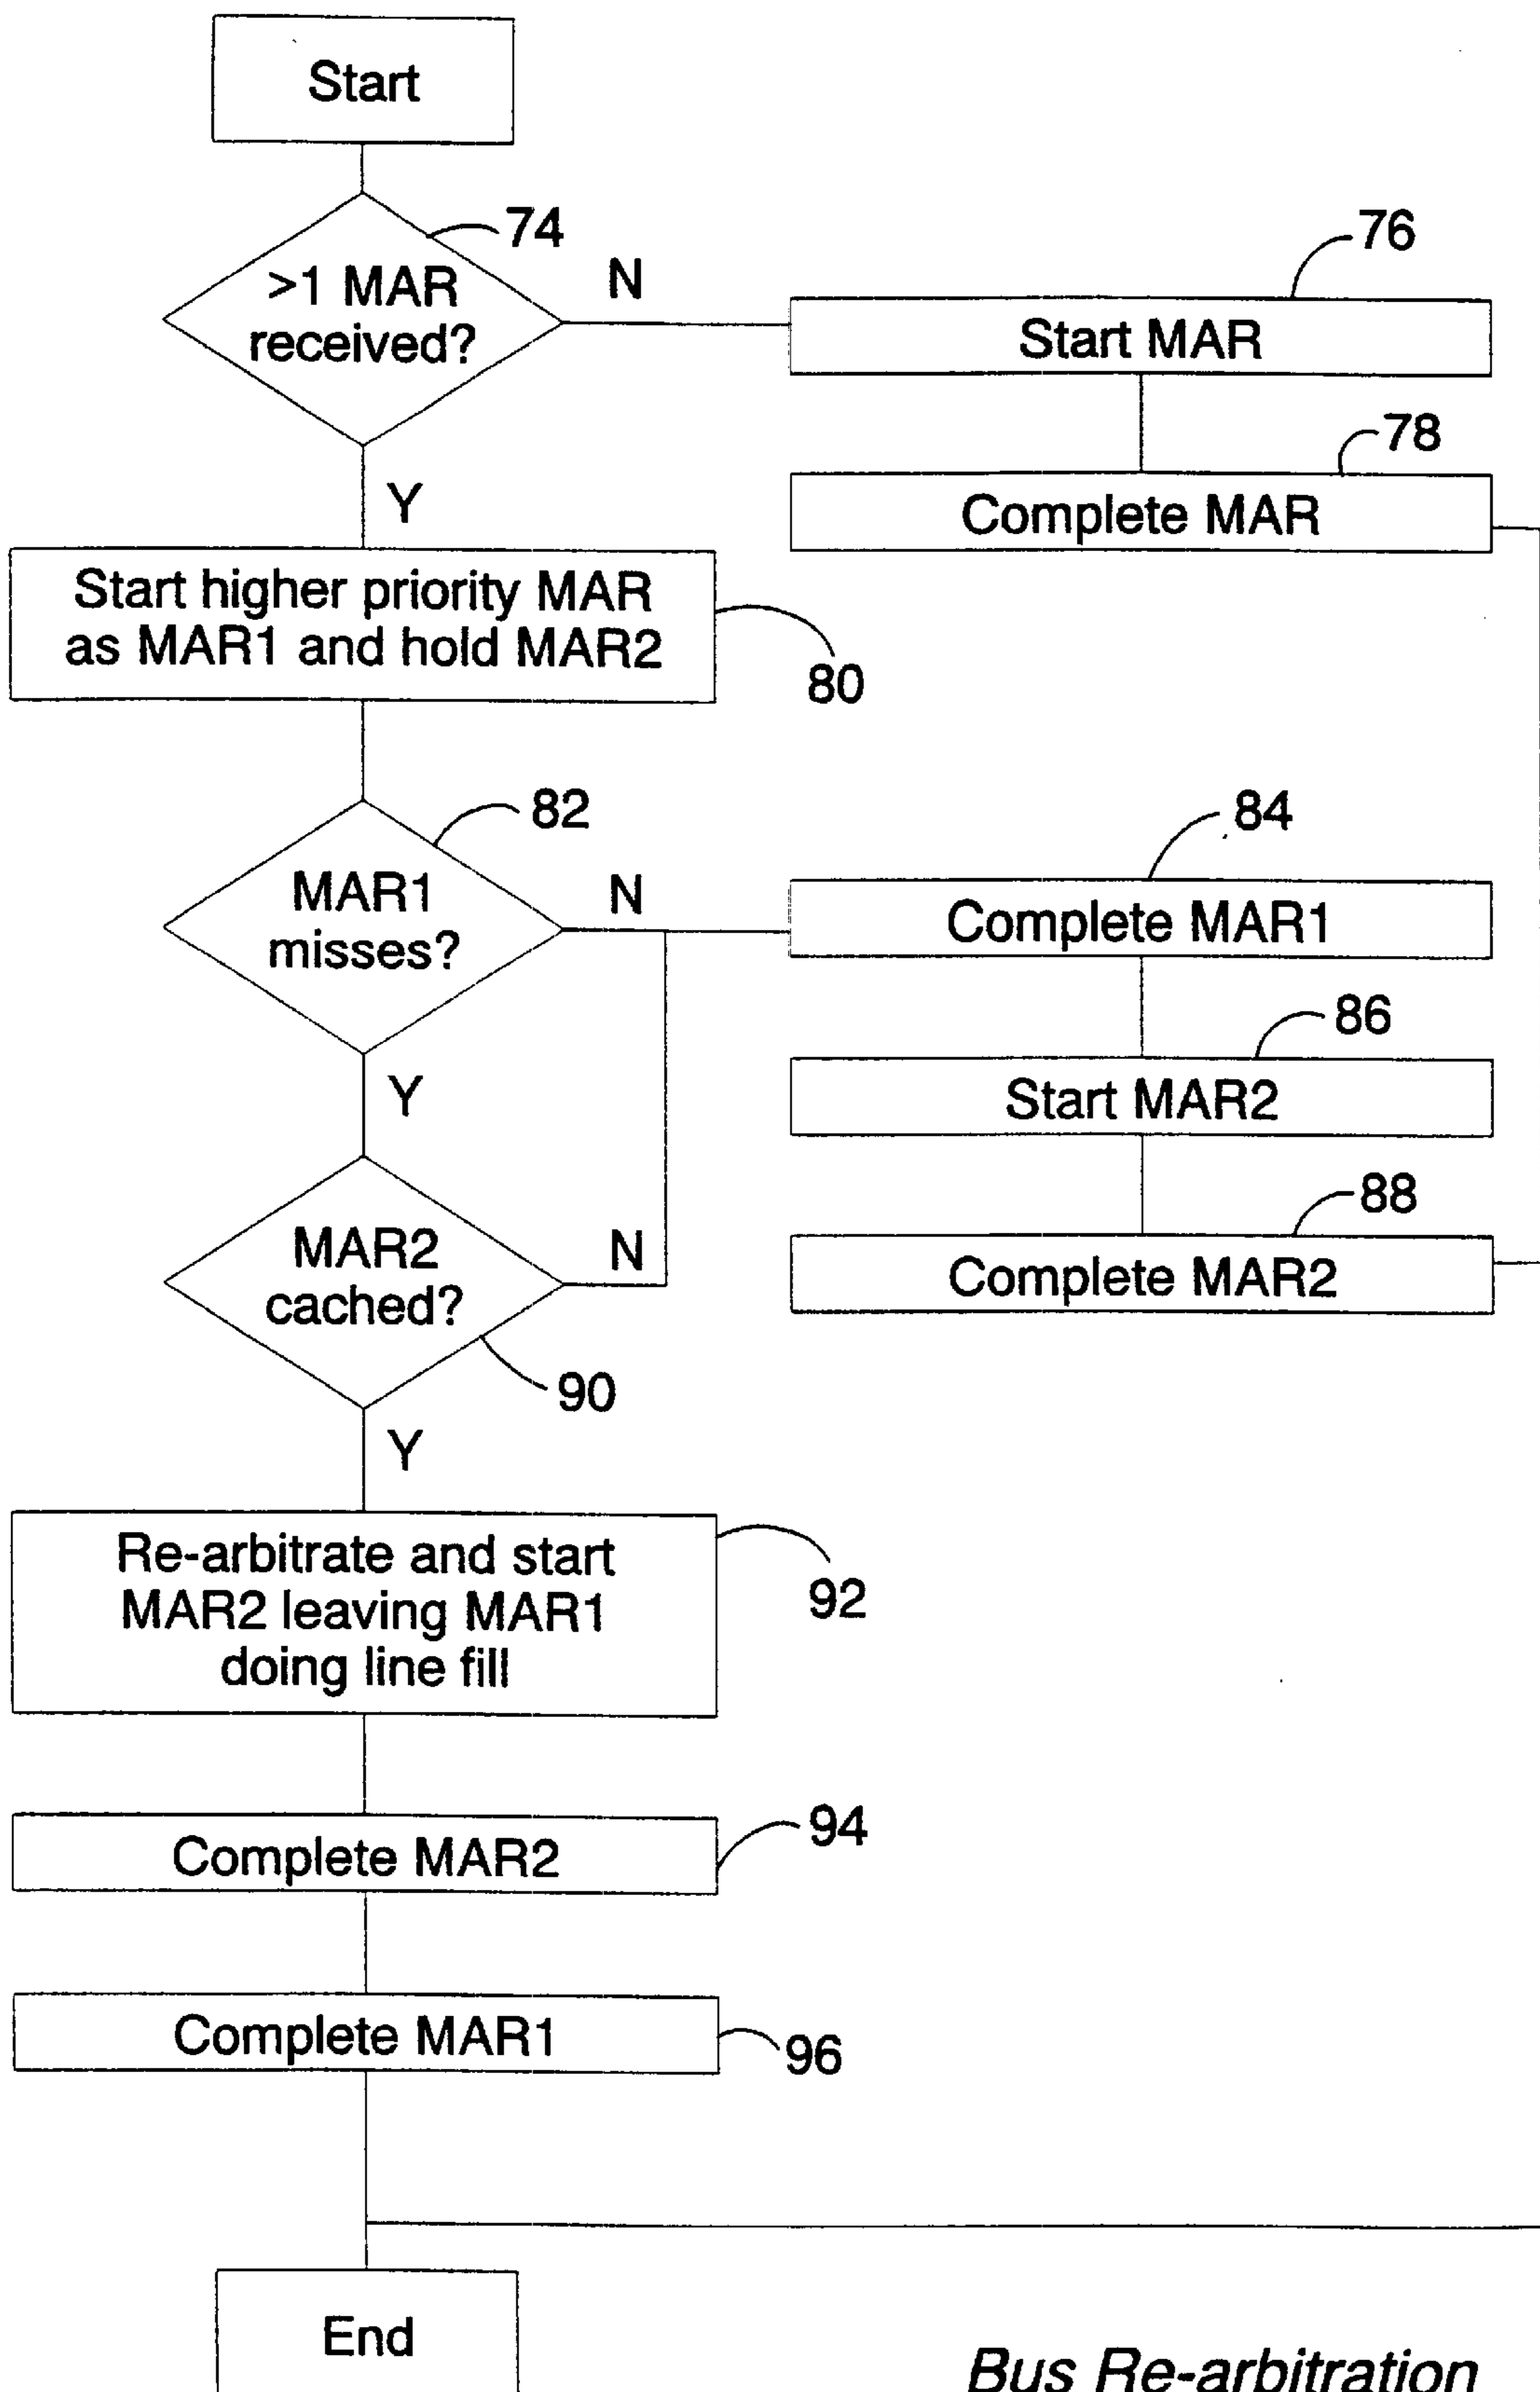 Start
74
>1 MAR
received?
N
76
Start MAR
78
Complete MAR
Y
Start higher priority MAR
as MAR1 and hold MAR2
80
82
MAR1
misses?
N
84
Complete MAR1
86
Start MAR2
88
Complete MAR2
Y
MAR2
cached?
N
90
Y
Re-arbitrate and start
MAR2 leaving MAR1
doing line fill
92
Complete MAR2
94
Complete MAR1
96
End
Bus Re-arbitration